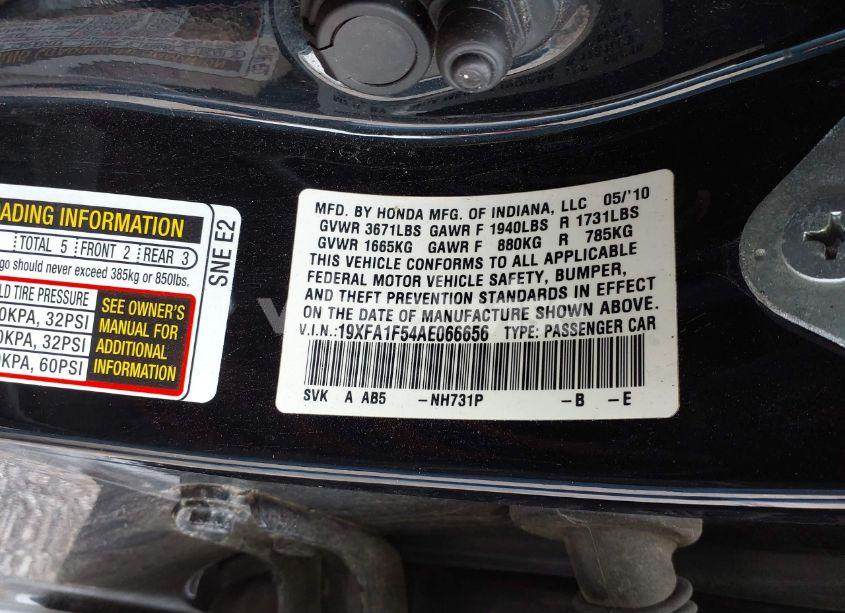 ADING INFORMATION
TOTAL 5 FRONT 2 REAR 3
go should never exceed 385kg or 850lbs.
LD TIRE PRESSURE
0KPA, 32PSI
0KPA, 32PSI
0KPA, 60PSI
SEE OWNER'S
MANUAL FOR
ADDITIONAL
INFORMATION
SNE E2
MFD. BY HONDA MFG. OF INDIANA, LLC 05/'10
GVWR 3671LBS GAWR F 1940LBS R 1731LBS
GVWR 1665KG GAWR F 880KG R 785KG
THIS VEHICLE CONFORMS TO ALL APPLICABLE
FEDERAL MOTOR VEHICLE SAFETY, BUMPER,
AND THEFT PREVENTION STANDARDS IN EFFECT
ON THE DATE OF MANUFACTURE SHOWN ABOVE.
V.I.N.:19XFA1F54AE066656 TYPE: PASSENGER CAR
SVK A AB5 -NH731P -B -E